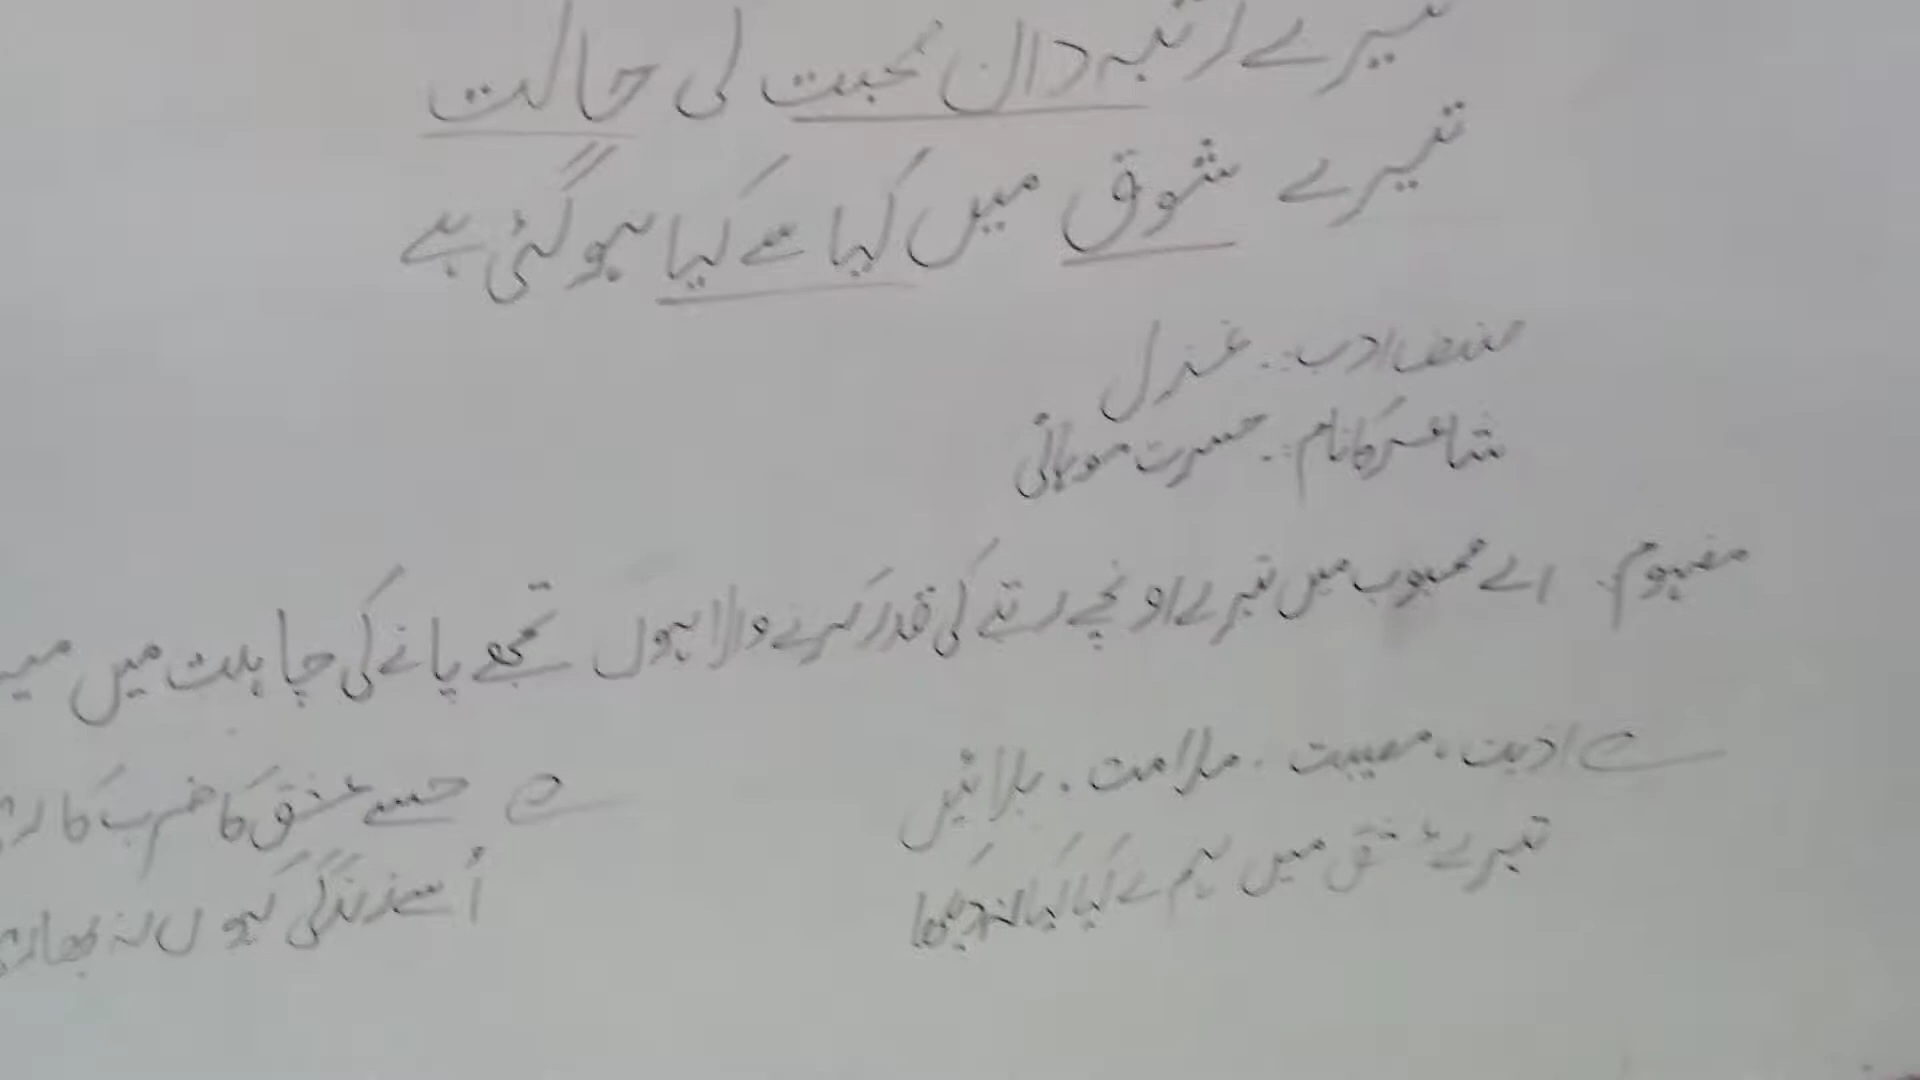 تیرے رتبہ دان محبت کی حالت
تیرے شوق میں کیا سے کیا ہو گئی ہے
صنف ادب: غزل
شاعر کا نام: حسرت موہانی
مفہوم: اے محبوب میں تیرے اونچے رتبے کی قدر کرنے والا ہوں تجھے پانے کی چاہت میں
ے اذیت، مصیبت، ملامت، بلائیں
تیرے عشق میں ہم نے کیا کیا نہ دیکھا
ے جسے عشق کا ضرب کاری
اُسے زندگی کیوں نہ بھاری